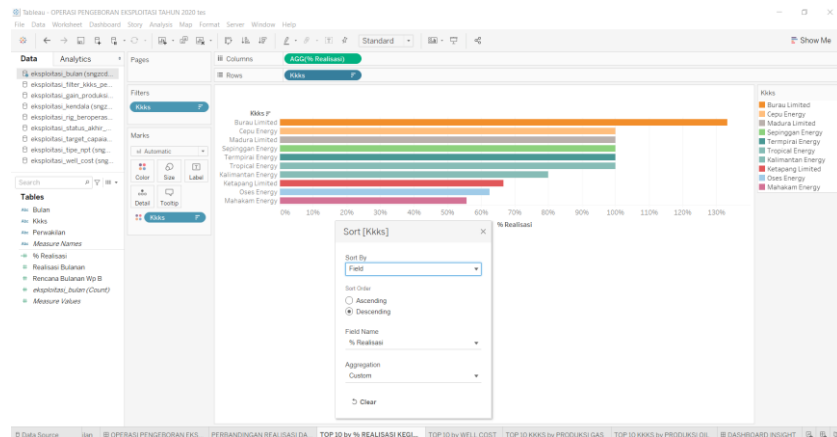 Tableau - OPERASI PENGEBORAN EKSPLOITASI TAHUN 2020 tes
File Data Worksheet Dashboard Story Analysis Map Format Server Window Help
Standard
Show Me
Data Analytics
Pages
Columns AGG(% Realisasi)
Rows Kkks
eksploitasi_bulan (sngzcd...
eksploitasi_filter_kkks_pe...
eksploitasi_gain_produksi...
eksploitasi_kendala (sngz...
eksploitasi_rig_beroperas...
eksploitasi_status_akhir_...
eksploitasi_target_capaia...
eksploitasi_tipe_npt (sng...
eksploitasi_well_cost (sng...
Search
Tables
Bulan
Kkks
Perwakilan
Measure Names
% Realisasi
Realisasi Bulanan
Rencana Bulanan Wp B
eksploitasi_bulan (Count)
Measure Values
Filters
Kkks
Marks
Automatic
Color Size Label
Detail Tooltip
Kkks
Kkks
Burau Limited
Cepu Energy
Madura Limited
Sepinggan Energy
Termpirai Energy
Tropical Energy
Kalimantan Energy
Ketapang Limited
Oses Energy
Mahakam Energy
0% 10% 20% 30% 40% 50% 60% 70% 80% 90% 100% 110% 120% 130%
% Realisasi
Sort [Kkks]
Sort By
Field
Sort Order
Ascending
Descending
Field Name
% Realisasi
Aggregation
Custom
Clear
Kkks
Burau Limited
Cepu Energy
Madura Limited
Sepinggan Energy
Termpirai Energy
Tropical Energy
Kalimantan Energy
Ketapang Limited
Oses Energy
Mahakam Energy
Data Source ilan OPERASI PENGEBORAN EKS... PERBANDINGAN REALISASI DA... TOP 10 by % REALISASI KEGI... TOP 10 by WELL COST TOP 10 KKKS by PRODUKSI GAS TOP 10 KKKS by PRODUKSI OIL DASHBOARD INSIGHT